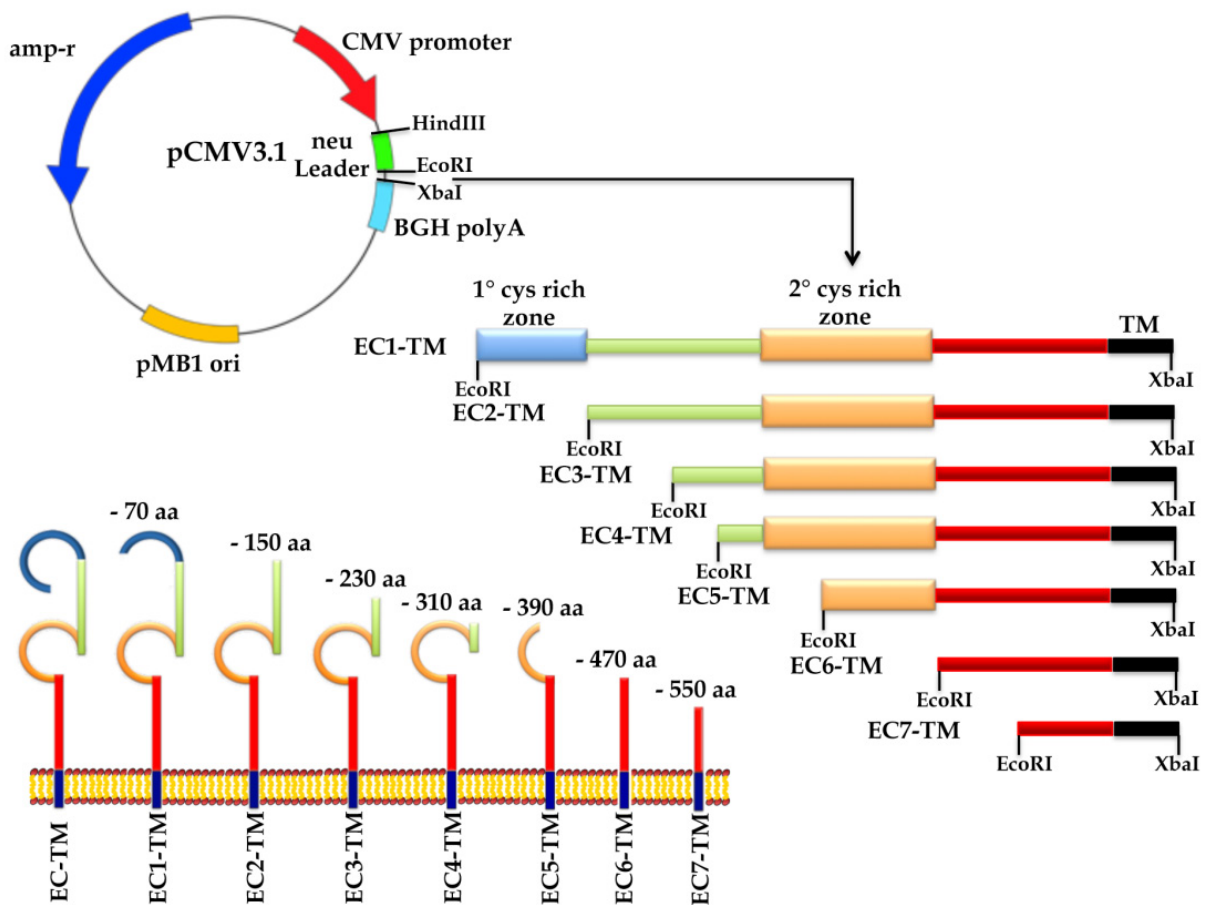 amp-r
CMV promoter
HindIII
pCMV3.1
neu
Leader
EcoRI
XbaI
BGH polyA
pMB1 ori
1° cys rich
zone
2° cys rich
zone
TM
EC1-TM
EcoRI
XbaI
EC2-TM
EcoRI
XbaI
EC3-TM
EcoRI
XbaI
EC4-TM
EcoRI
XbaI
EC5-TM
EcoRI
XbaI
EC6-TM
EcoRI
XbaI
EC7-TM
EcoRI
XbaI
- 70 aa
- 150 aa
- 230 aa
- 310 aa
- 390 aa
- 470 aa
- 550 aa
EC-TM
EC1-TM
EC2-TM
EC3-TM
EC4-TM
EC5-TM
EC6-TM
EC7-TM